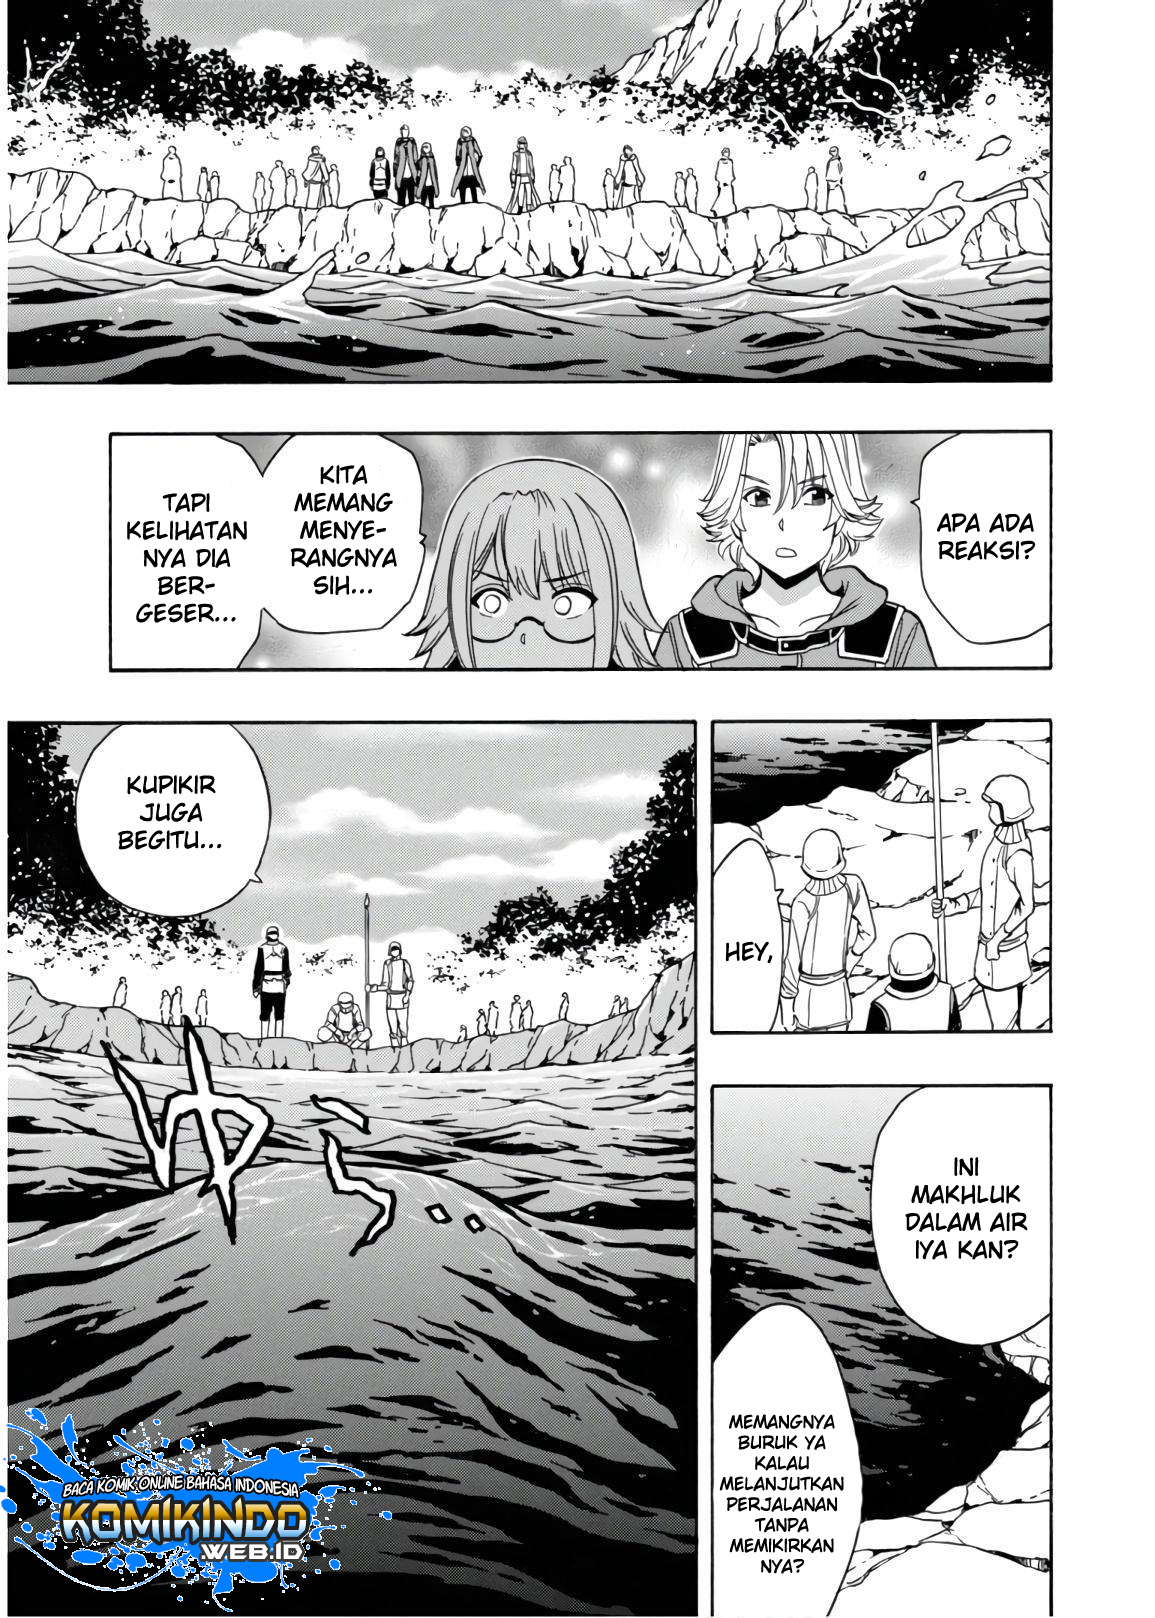 APA ADA
REAKSI?
KITA
MEMANG
MENYE-
RANGNYA
SIH...
TAPI
KELIHATAN
NYA DIA
BER-
GESER...
HEY,
INI
MAKHLUK
DALAM AIR
IYA KAN?
MEMANGNYA
BURUK YA
KALAU
MELANJUTKAN
PERJALANAN
TANPA
MEMIKIRKAN
NYA?
KUPIKIR
JUGA
BEGITU...
ゆら..
BACA KOMIK ONLINE BAHASA INDONESIA
KOMIKINDO
.WEB.ID